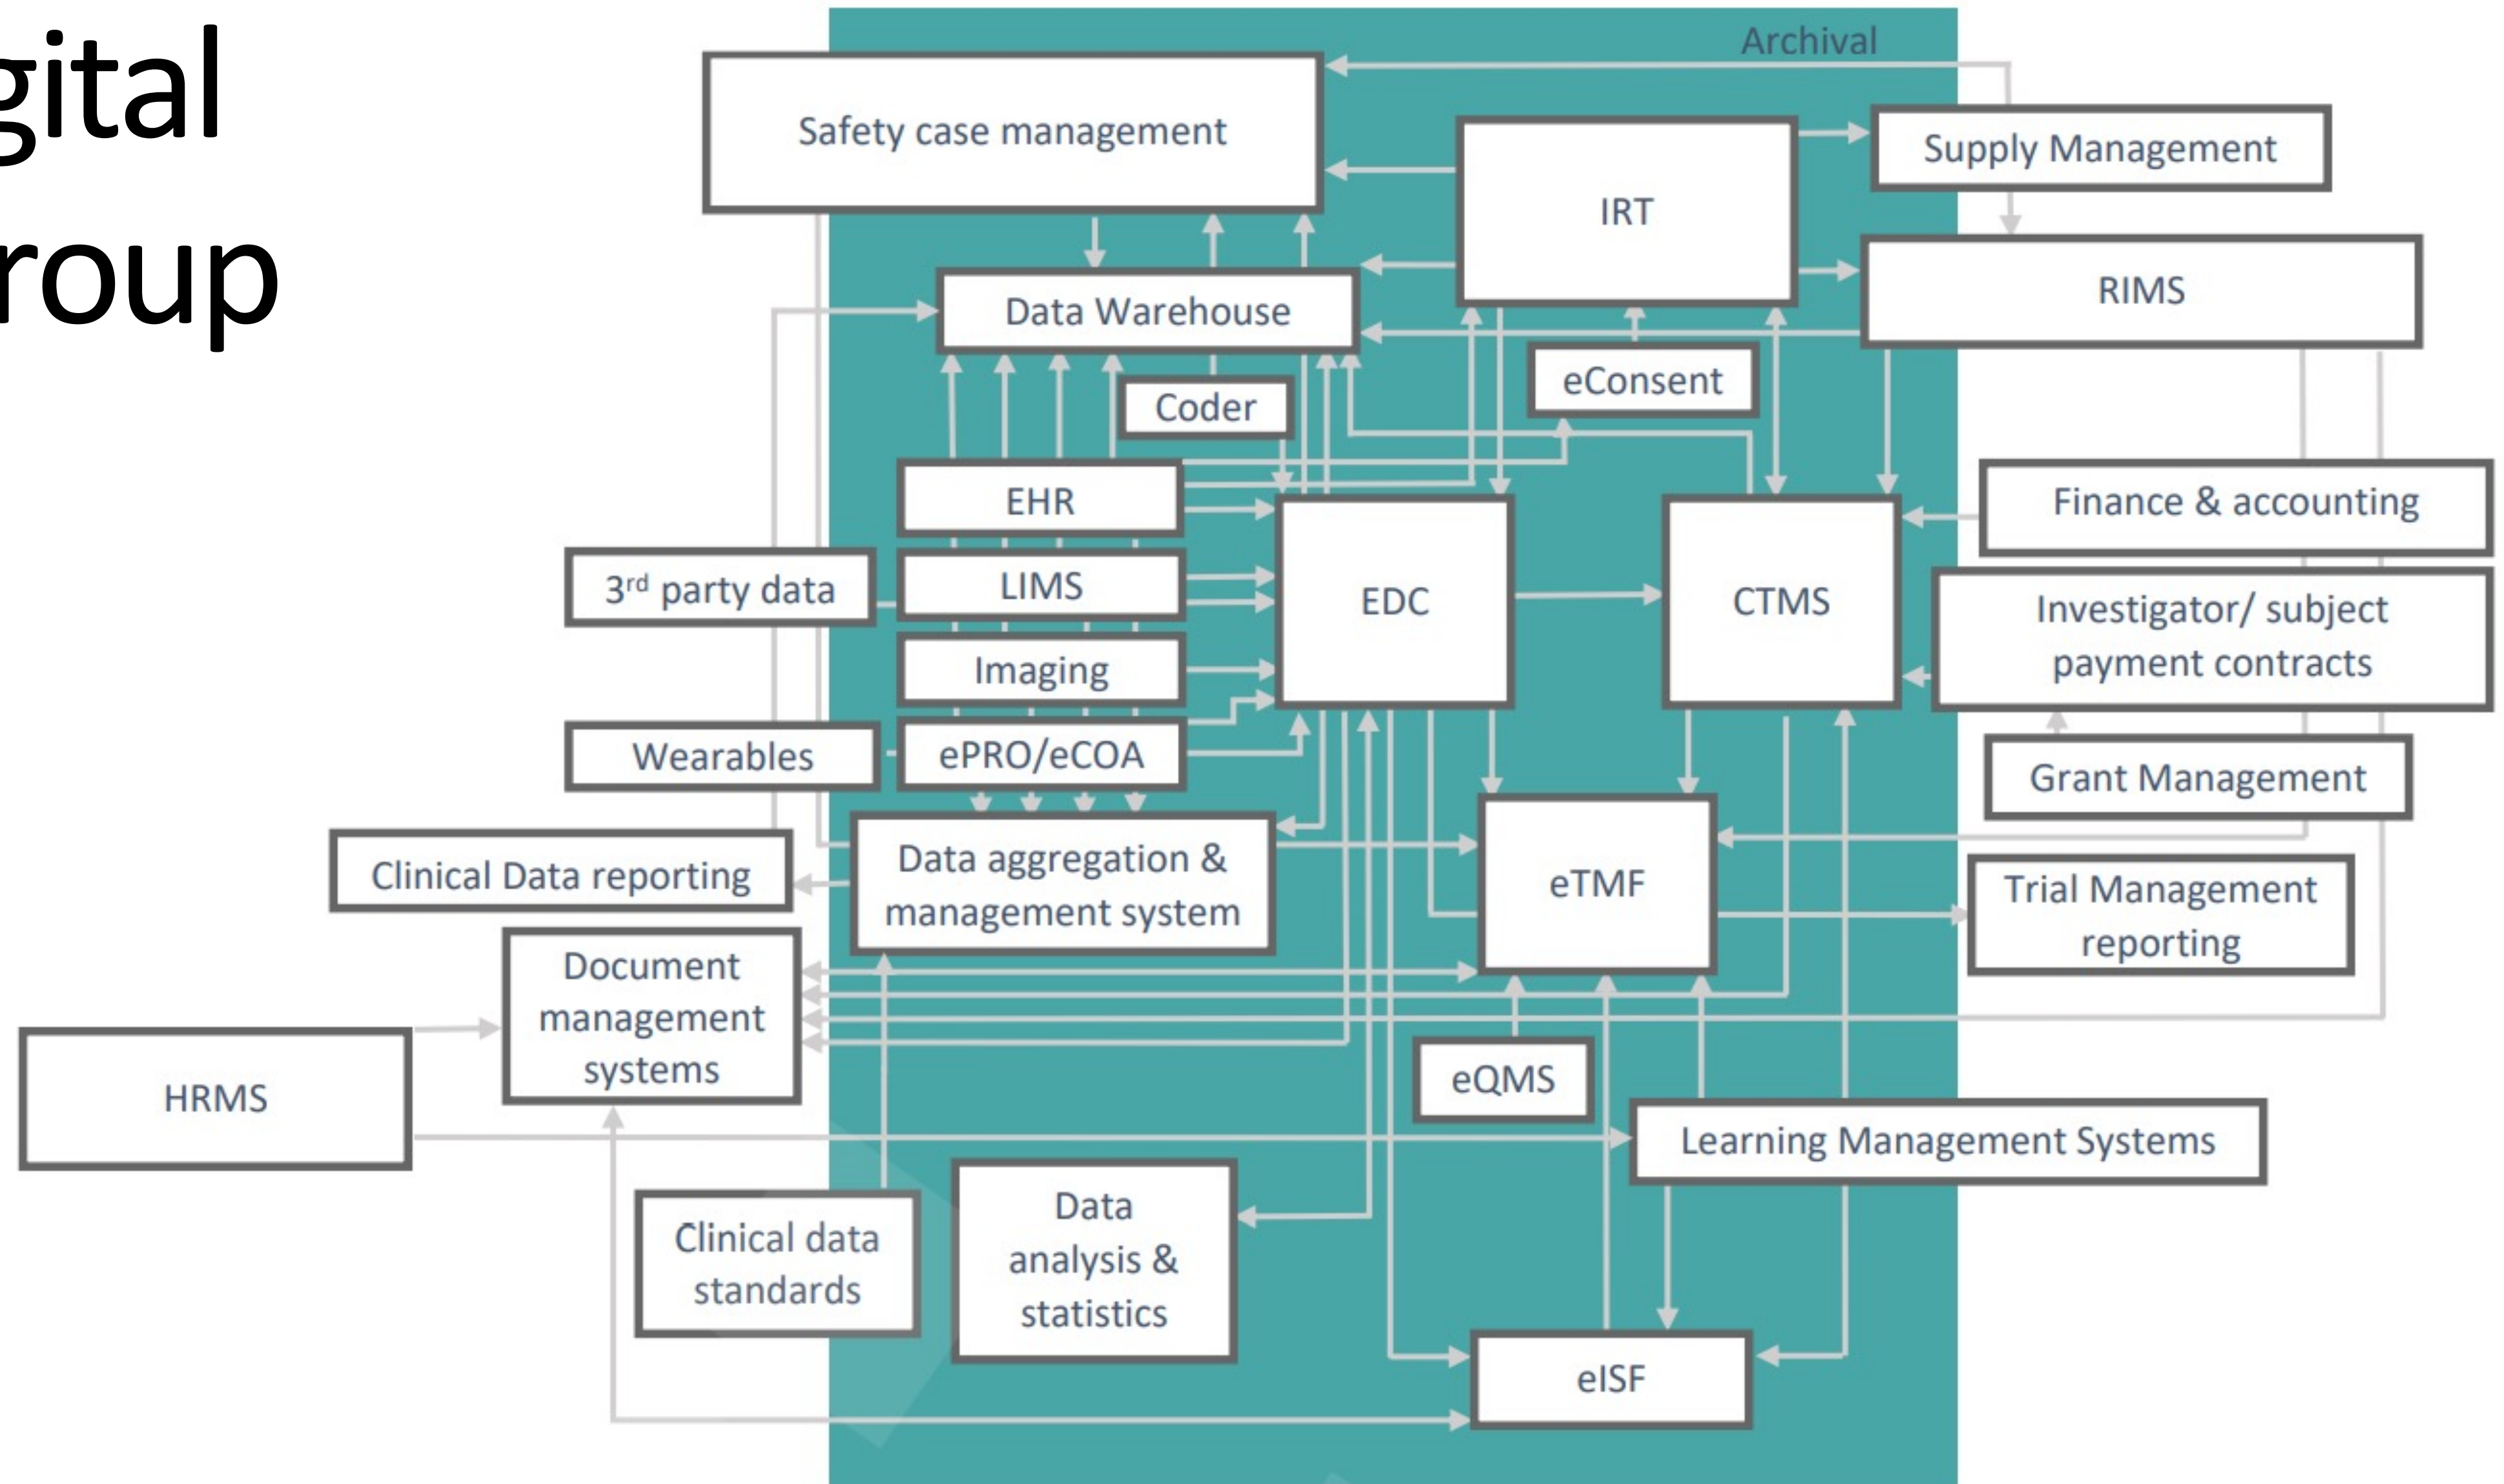 gital
roup
Archival
Safety case management
Supply Management
IRT
RIMS
Data Warehouse
eConsent
Coder
EHR
Finance & accounting
3rd party data
LIMS
EDC
CTMS
Investigator/ subject
payment contracts
Imaging
Wearables
ePRO/eCOA
Grant Management
Clinical Data reporting
Data aggregation &
management system
eTMF
Trial Management
reporting
Document
management
systems
HRMS
eQMS
Learning Management Systems
Clinical data
standards
Data
analysis &
statistics
eISF